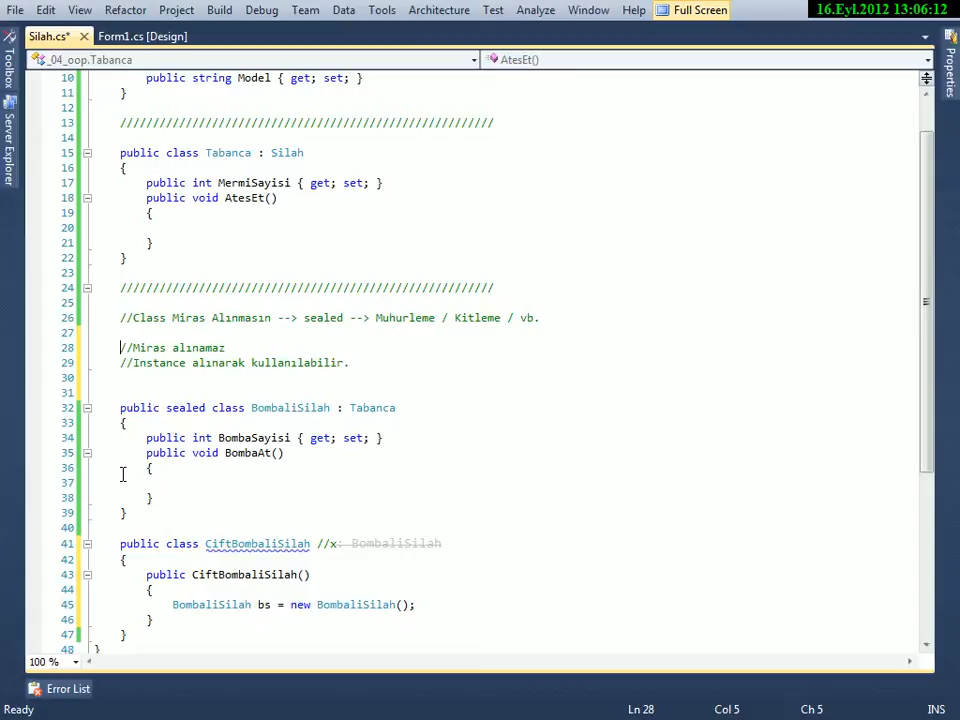 File Edit View Refactor Project Build Debug Team Data Tools Architecture Test Analyze Window Help Full Screen 16.Eyl.2012 13:06:12
Silah.cs* Form1.cs [Design]
_04_oop.Tabanca AtesEt()
Toolbox
Server Explorer
Properties
10 public string Model { get; set; }
11 }
12
13 /////////////////////////////////////////////////////////
14
15 public class Tabanca : Silah
16 {
17 public int MermiSayisi { get; set; }
18 public void AtesEt()
19 {
20
21 }
22 }
23
24 /////////////////////////////////////////////////////////
25
26 //Class Miras Alınmasın --> sealed --> Muhurleme / Kitleme / vb.
27
28 //Miras alınamaz
29 //Instance alınarak kullanılabilir.
30
31
32 public sealed class BombaliSilah : Tabanca
33 {
34 public int BombaSayisi { get; set; }
35 public void BombaAt()
36 {
37
38 }
39 }
40
41 public class CiftBombaliSilah //x: BombaliSilah
42 {
43 public CiftBombaliSilah()
44 {
45 BombaliSilah bs = new BombaliSilah();
46 }
47 }
48 }
100 %
Error List
Ready Ln 28 Col 5 Ch 5 INS